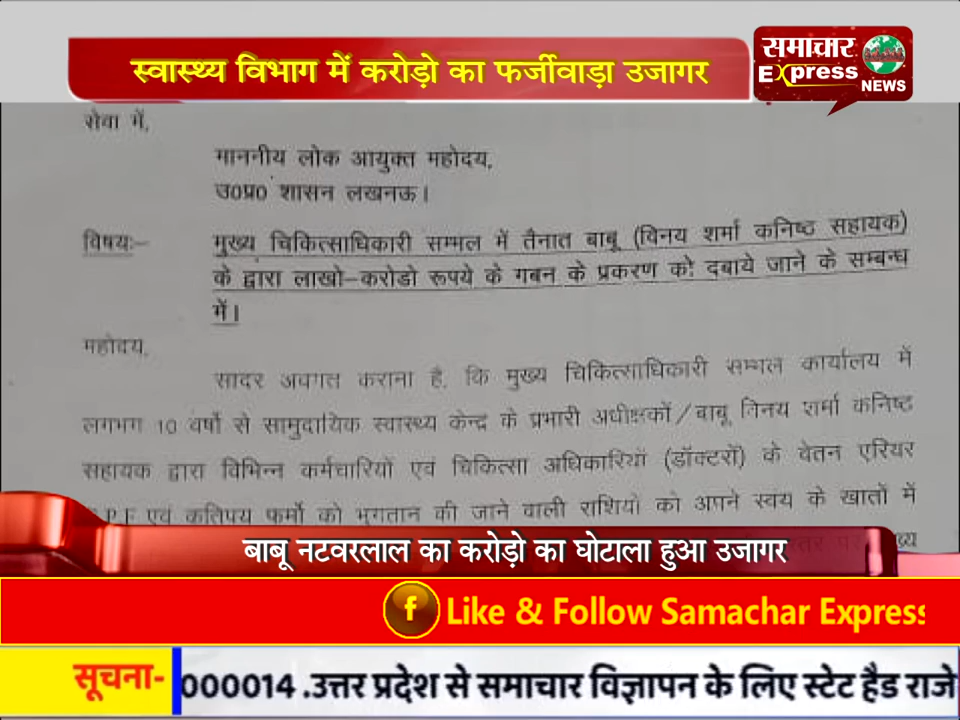 स्वास्थ्य विभाग में करोड़ो का फर्जीवाड़ा उजागर
समाचार
Express
NEWS
सेवा में,
माननीय लोक आयुक्त महोदय,
उ0प्र0 शासन लखनऊ।
विषयः-
मुख्य चिकित्साधिकारी सम्मल में तैनात बाबू (विनय शर्मा कनिष्ठ सहायक)
के द्वारा लाखो-करोडो रूपये के गबन के प्रकरण को दबाये जाने के सम्बन्ध
में।
महोदय,
सादर अवगत कराना है, कि मुख्य चिकित्साधिकारी सम्मल कार्यालय में
लगभग 10 वर्षो से सामुदायिक स्वास्थ्य केन्द्र के प्रभारी अधीक्षकों/बाबू विनय शर्मा कनिष्ट
सहायक द्वारा विभिन्न कर्मचारियों एवं चिकित्सा अधिकारियों (डॉक्टरों) के वेतन एरियर
एवं कतिपय फर्मो को भुगतान की जाने वाली राशियों को अपने स्वंय के खातों में
बाबू नटवरलाल का करोड़ो का घोटाला हुआ उजागर
Like & Follow Samachar Express
सूचना-
000014 .उत्तर प्रदेश से समाचार विज्ञापन के लिए स्टेट हैड राजे